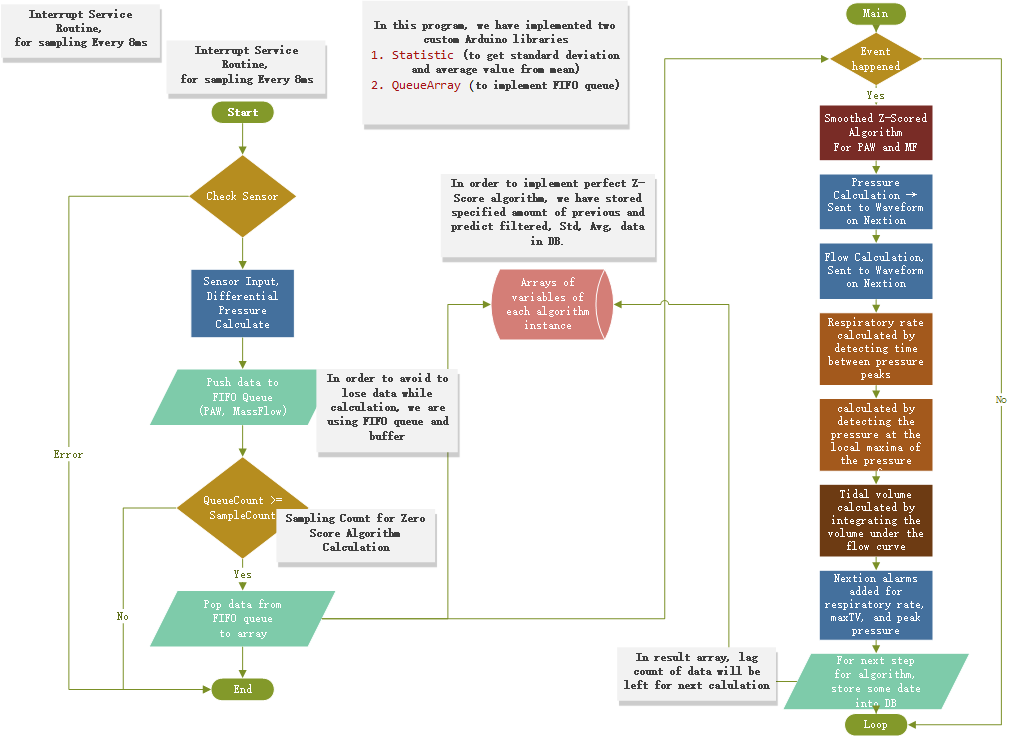 Interrupt Service
Routine,
for sampling Every 8ms
Interrupt Service
Routine,
for sampling Every 8ms
Start
Check Sensor
Sensor Input,
Differential
Pressure
Calculate
Push data to
FIFO Queue
(PAW, MassFlow)
In order to avoid to
lose data while
calculation, we are
using FIFO queue and
buffer
Error
QueueCount >=
SampleCount
Sampling Count for Zero
Score Algorithm
Calculation
Yes
No
Pop data from
FIFO queue
to array
End
In this program, we have implemented two
custom Arduino libraries
1. Statistic (to get standard deviation
and average value from mean)
2. QueueArray (to implement FIFO queue)
In order to implement perfect Z-
Score algorithm, we have stored
specified amount of previous and
predict filtered, Std, Avg, data
in DB.
Arrays of
variables of
each algorithm
instance
In result array, lag
count of data will be
left for next calulation
Main
Event
happened
Yes
No
Smoothed Z-Scored
Algorithm
For PAW and MF
Pressure
Calculation →
Sent to Waveform
on Nextion
Flow Calculation,
Sent to Waveform
on Nextion
Respiratory rate
calculated by
detecting time
between pressure
peaks
calculated by
detecting the
pressure at the
local maxima of
the pressure
Tidal volume
calculated by
integrating the
volume under the
flow curve
Nextion alarms
added for
respiratory rate,
maxTV, and peak
pressure
For next step
for algorithm,
store some date
into DB
Loop